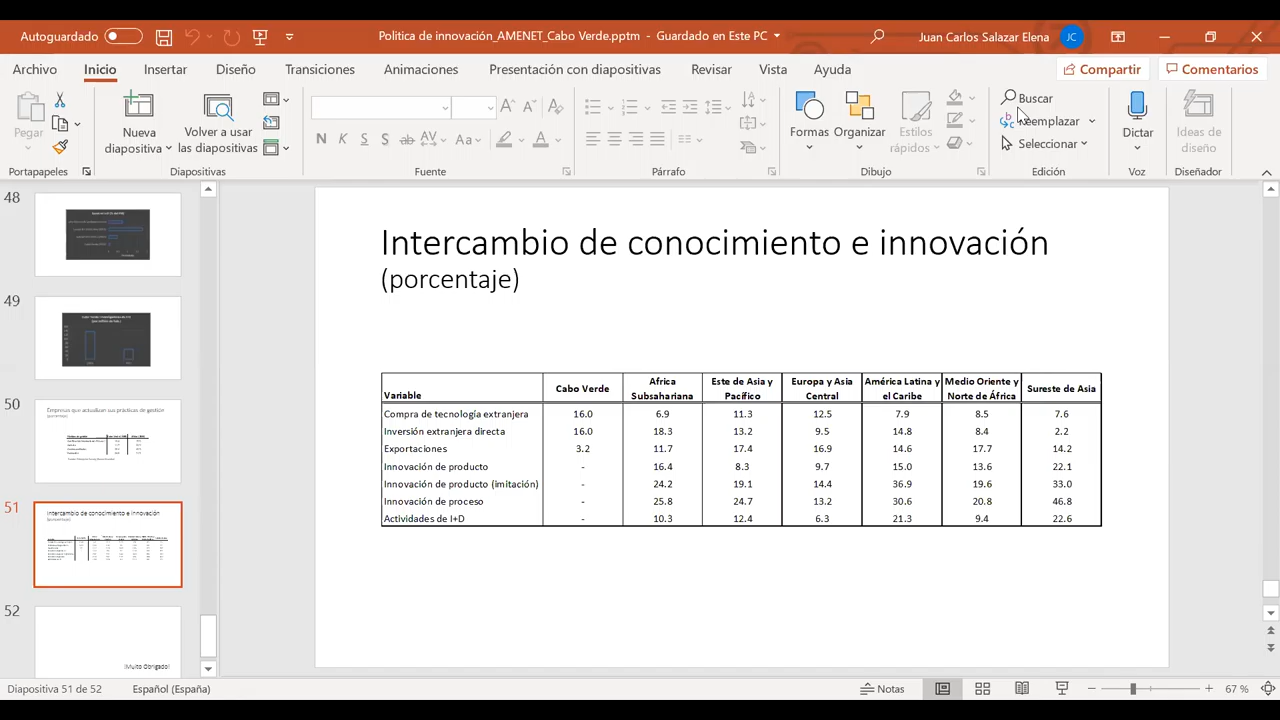 Autoguardado
Politica de innovación_AMENET_Cabo Verde.pptm - Guardado en Este PC
Juan Carlos Salazar Elena
JC
Archivo Inicio Insertar Diseño Transiciones Animaciones Presentación con diapositivas Revisar Vista Ayuda
Compartir Comentarios
Pegar
Nueva diapositiva
Volver a usar las diapositivas
N K S S ab AV Aa A
Formas Organizar Estilos rápidos
Buscar
Reemplazar
Seleccionar
Dictar
Ideas de diseño
Portapapeles Diapositivas Fuente Párrafo Dibujo Edición Voz Diseñador
48
49
50
Empresas que actualizan sus prácticas de gestión
51
Intercambio de conocimiento e innovación
(porcentaje)
52
¡Muito Obrigado!
Intercambio de conocimiento e innovación
(porcentaje)
Variable Cabo Verde Africa Subsahariana Este de Asia y Pacífico Europa y Asia Central América Latina y el Caribe Medio Oriente y Norte de África Sureste de Asia
Compra de tecnología extranjera 16.0 6.9 11.3 12.5 7.9 8.5 7.6
Inversión extranjera directa 16.0 18.3 13.2 9.5 14.8 8.4 2.2
Exportaciones 3.2 11.7 17.4 16.9 14.6 17.7 14.2
Innovación de producto - 16.4 8.3 9.7 15.0 13.6 22.1
Innovación de producto (imitación) - 24.2 19.1 14.4 36.9 19.6 33.0
Innovación de proceso - 25.8 24.7 13.2 30.6 20.8 46.8
Actividades de I+D - 10.3 12.4 6.3 21.3 9.4 22.6
Diapositiva 51 de 52 Español (España) Notas 67 %